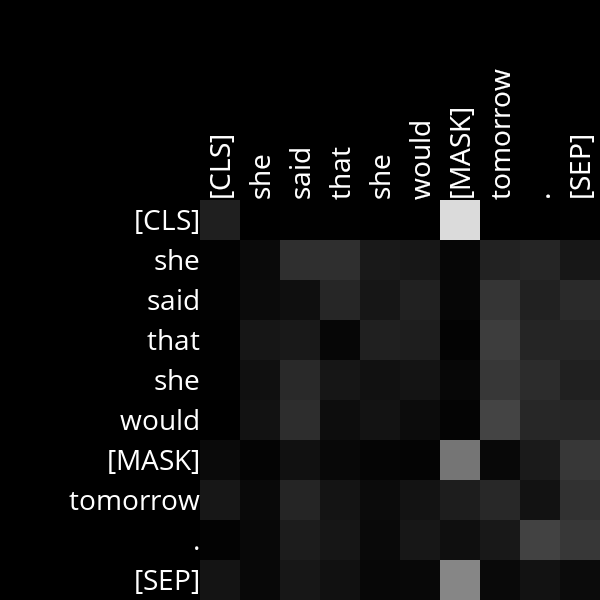 [CLS] she said that she would [MASK] tomorrow . [SEP]
[CLS]
she
said
that
she
would
[MASK]
tomorrow
.
[SEP]